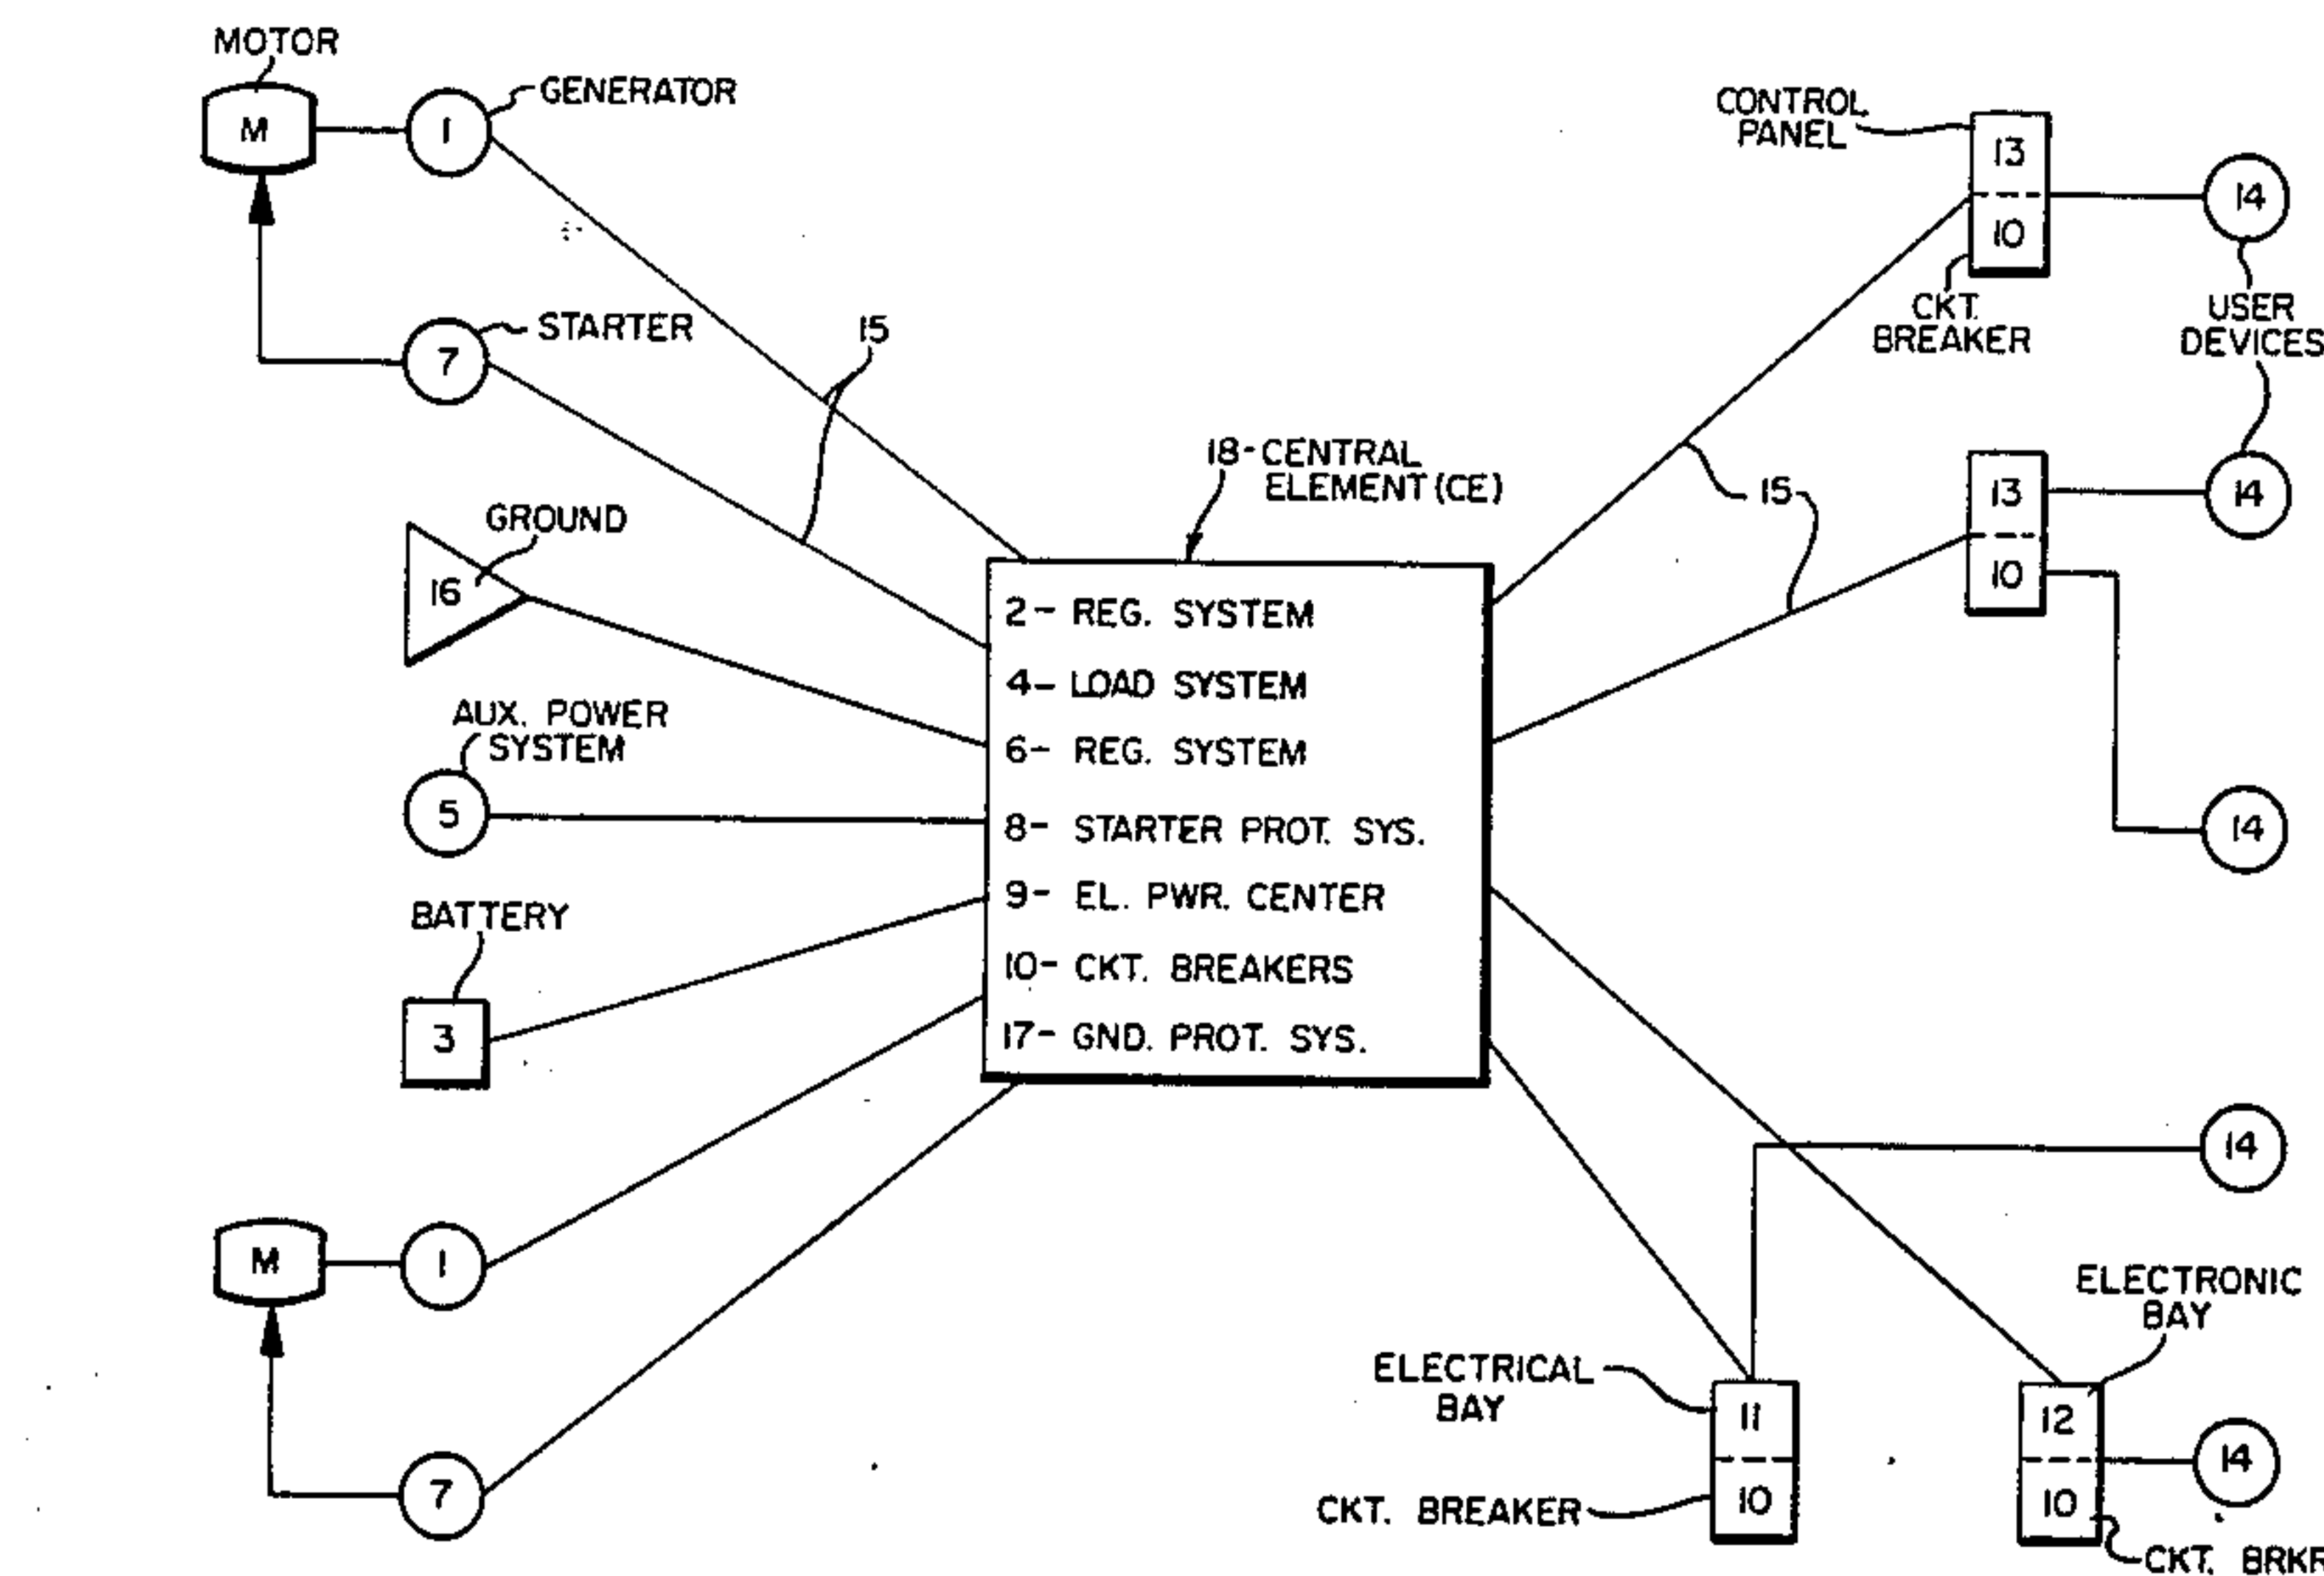 MOTOR
M
1
GENERATOR
7
STARTER
15
GROUND
16
AUX. POWER
SYSTEM
5
BATTERY
3
M
1
7
18-CENTRAL
ELEMENT (CE)
2- REG. SYSTEM
4- LOAD SYSTEM
6- REG. SYSTEM
8- STARTER PROT. SYS.
9- EL. PWR. CENTER
10- CKT. BREAKERS
17- GND. PROT. SYS.
CONTROL
PANEL
13
10
CKT.
BREAKER
14
USER
DEVICES
15
13
10
14
14
14
ELECTRICAL
BAY
11
10
CKT. BREAKER
ELECTRONIC
BAY
12
10
14
CKT. BRKR